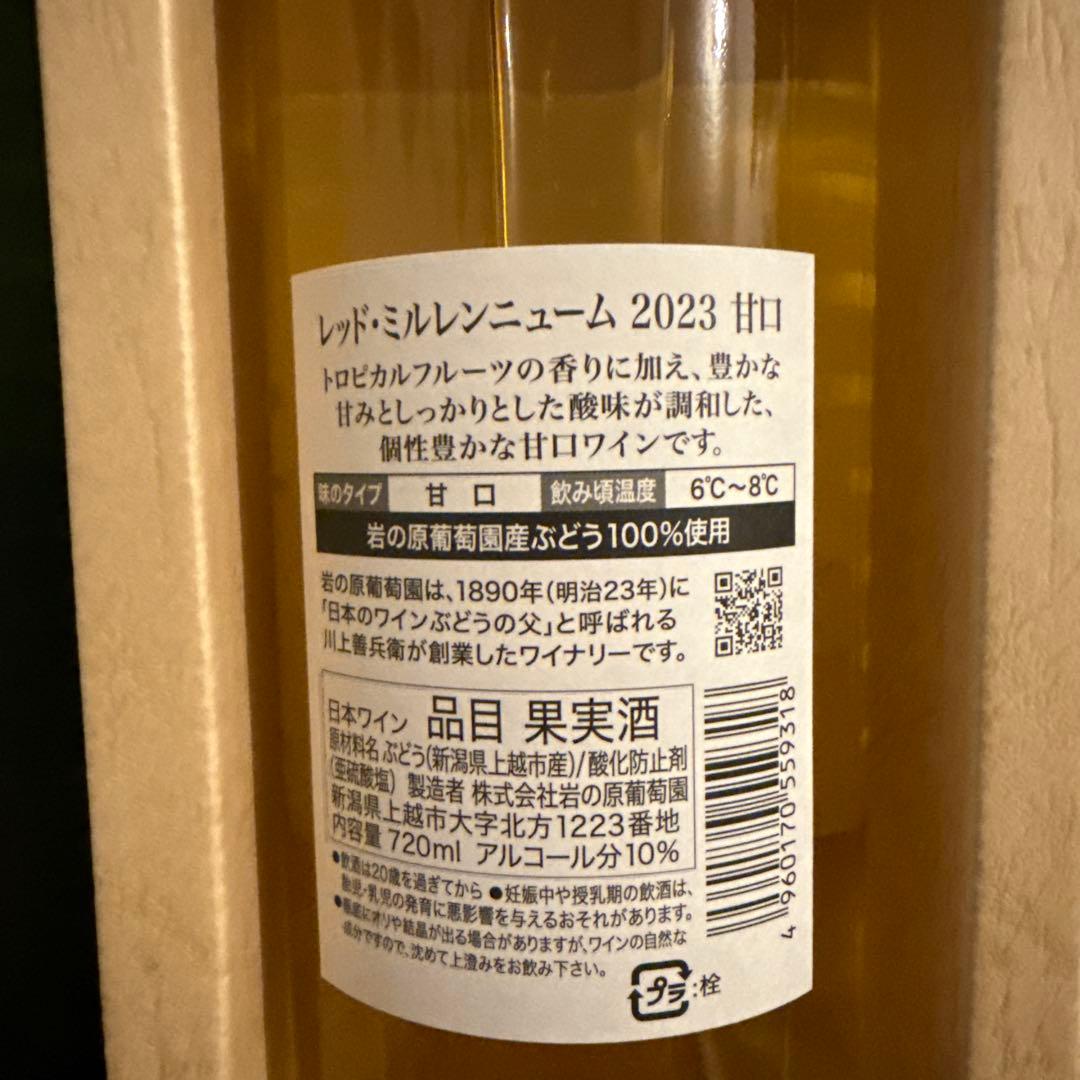 レッド・ミルレンニューム 2023 甘口
トロピカルフルーツの香りに加え、豊かな
甘みとしっかりとした酸味が調和した、
個性豊かな甘口ワインです。
味のタイプ 甘口 飲み頃温度 6℃〜8℃
岩の原葡萄園産ぶどう100%使用
岩の原葡萄園は、1890年(明治23年)に
「日本のワインぶどうの父」と呼ばれる
川上善兵衛が創業したワイナリーです。
日本ワイン 品目 果実酒
原材料名 ぶどう(新潟県上越市産)/酸化防止剤
(亜硫酸塩) 製造者 株式会社岩の原葡萄園
新潟県上越市大字北方1223番地
内容量 720ml アルコール分10%
●飲酒は20歳を過ぎてから ●妊娠中や授乳期の飲酒は、
胎児・乳児の発育に悪影響を与えるおそれがあります。
●瓶底にオリや結晶が出る場合がありますが、ワインの自然な
成分ですので、沈めて上澄みをお飲み下さい。
プラ :栓
4 960170 559318